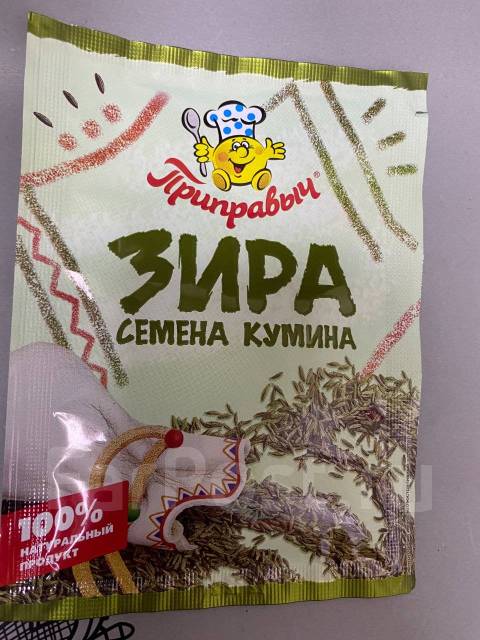 Приправыч®
ЗИРА
СЕМЕНА КУМИНА
100%
НАТУРАЛЬНЫЙ
ПРОДУКТ